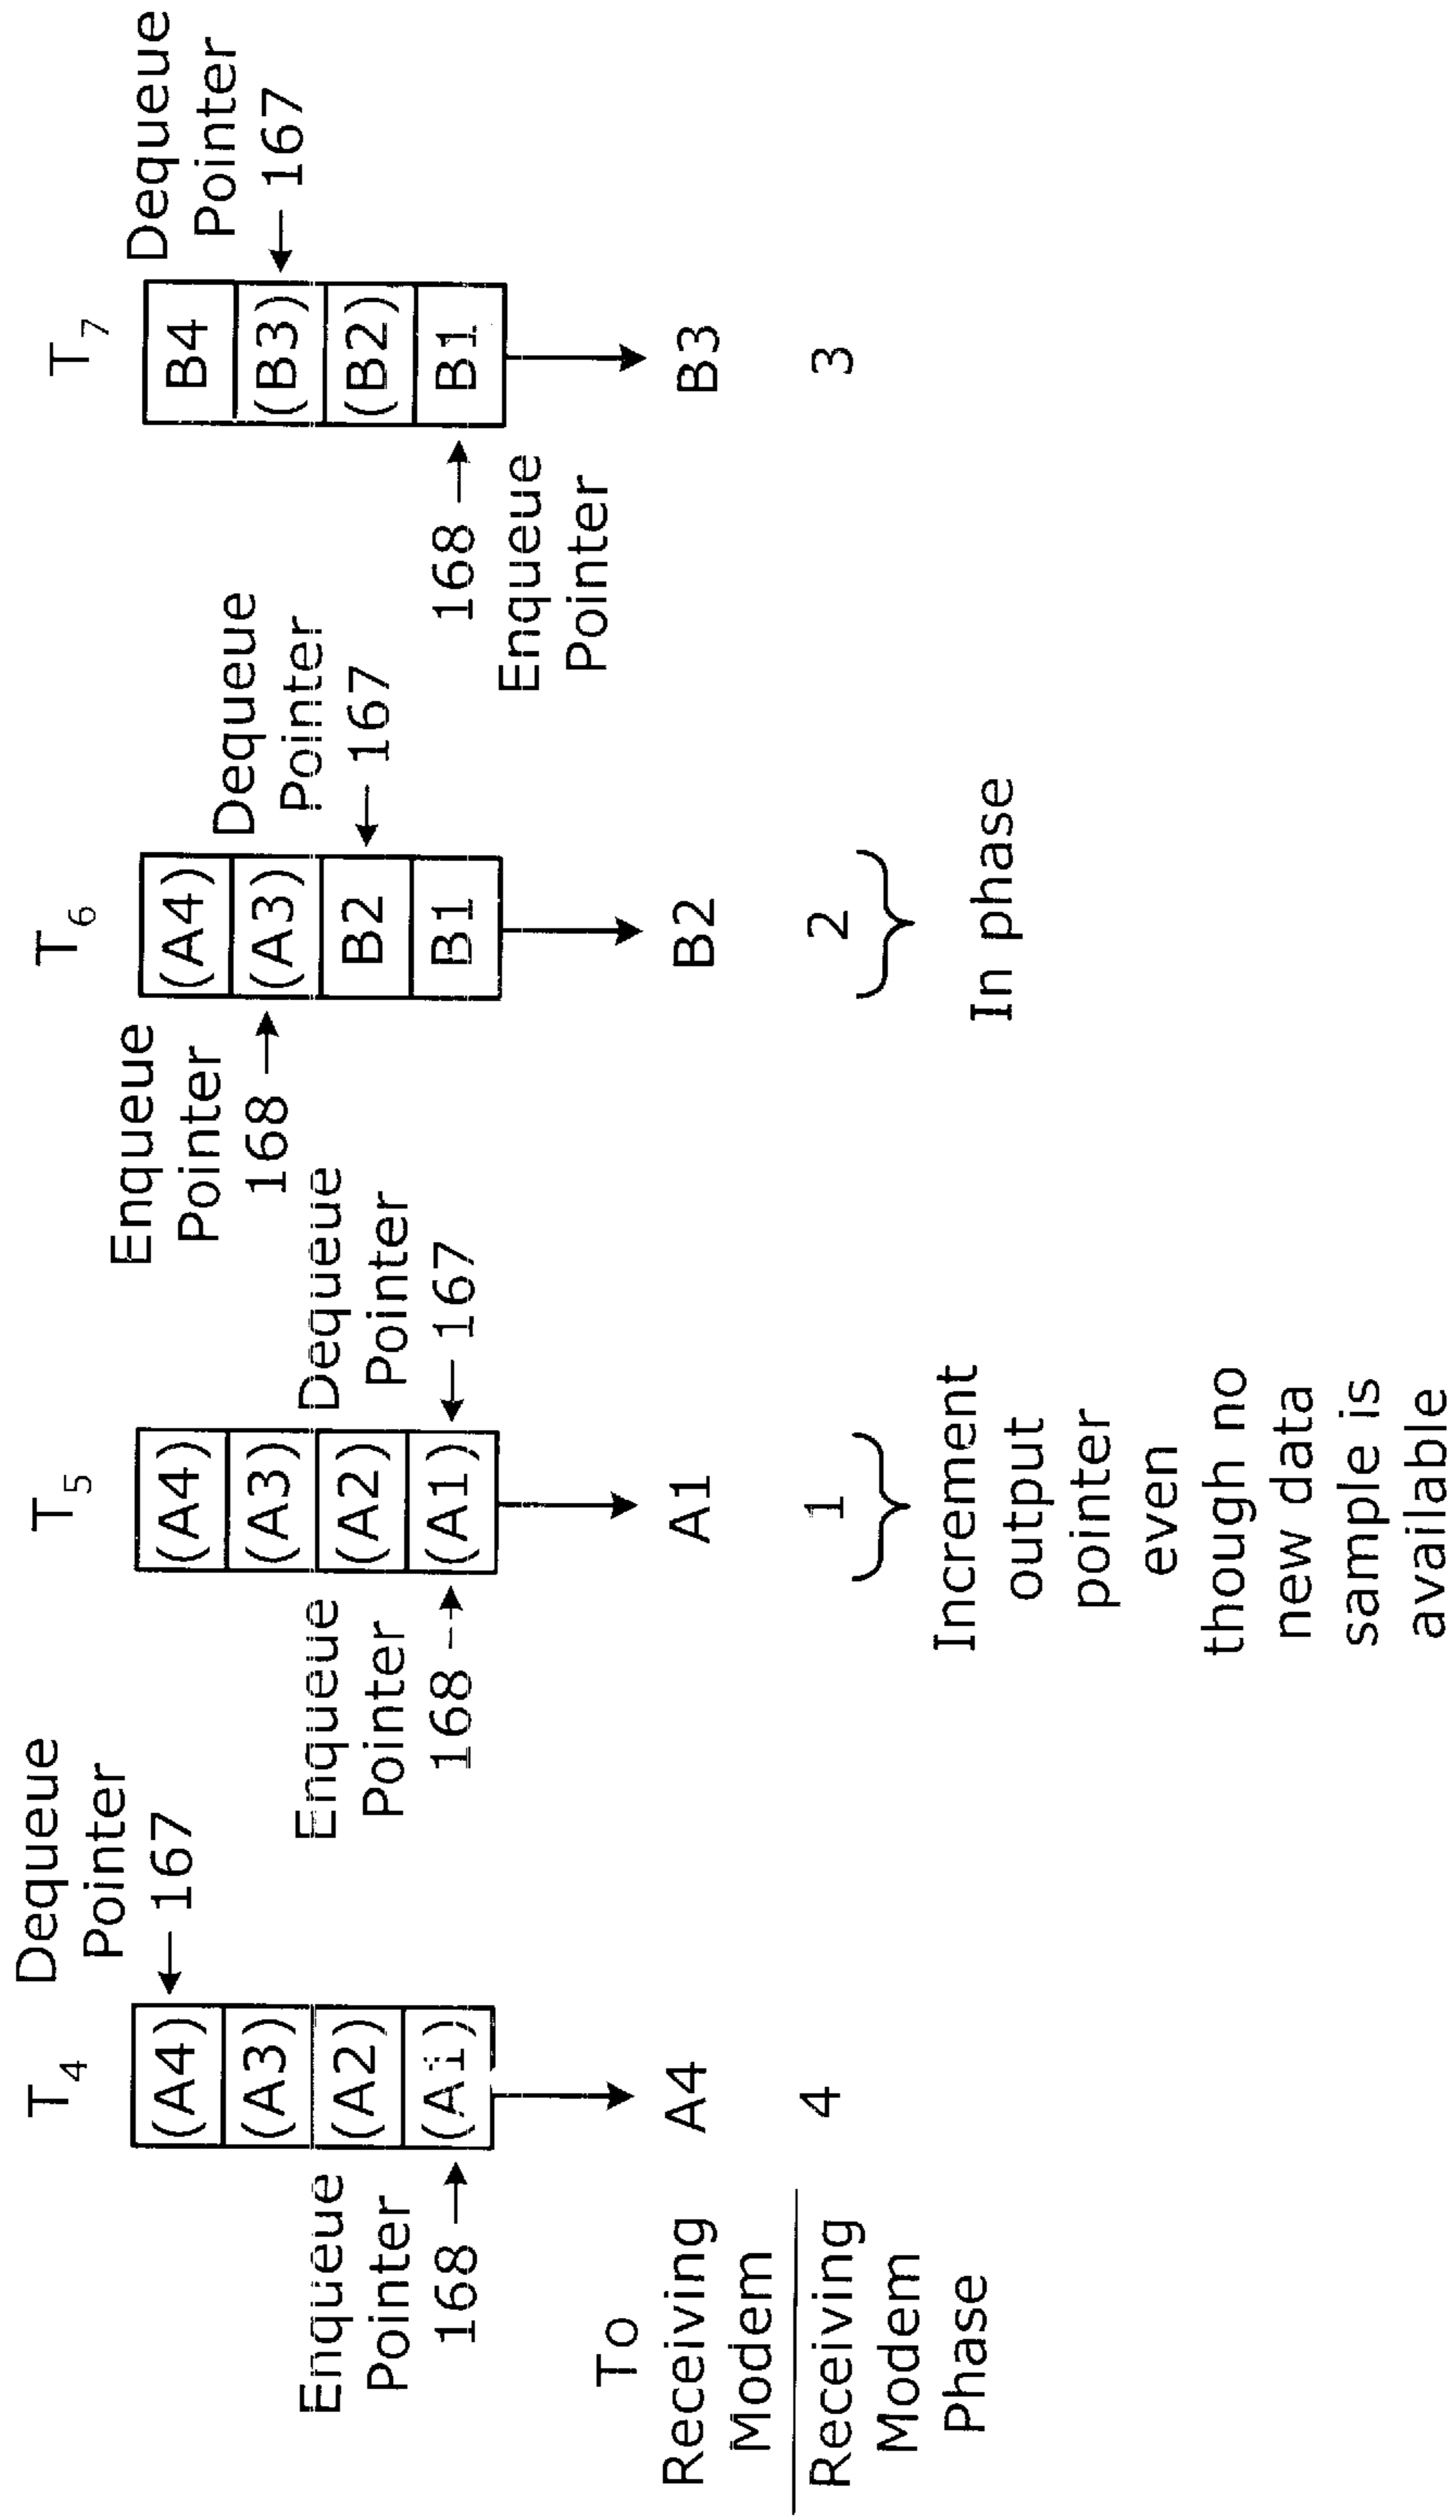 T4
Dequeue
Pointer
167
(A4)
(A3)
(A2)
(A1)
Enqueue
Pointer
168
To
Receiving
Modem
A4
Receiving
Modem
Phase
4
T5
(A4)
(A3)
(A2)
(A1)
Enqueue
Pointer
168
Dequeue
Pointer
167
A1
1
Increment
output
pointer
even
though no
new data
sample is
available
T6
Enqueue
Pointer
168
(A4)
(A3)
B2
B1
Dequeue
Pointer
167
B2
2
In phase
T7
B4
(B3)
(B2)
B1
Dequeue
Pointer
167
168
Enqueue
Pointer
B3
3